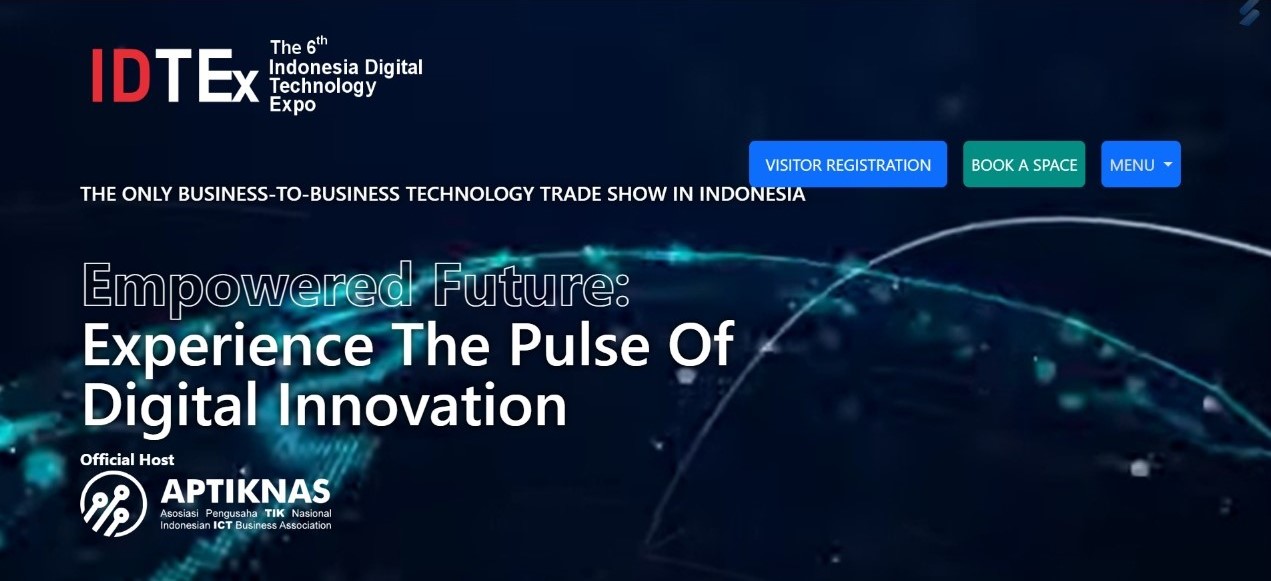 IDTEx
The 6th
Indonesia Digital
Technology
Expo
VISITOR REGISTRATION
BOOK A SPACE
MENU
THE ONLY BUSINESS-TO-BUSINESS TECHNOLOGY TRADE SHOW IN INDONESIA
Empowered Future:
Experience The Pulse Of
Digital Innovation
Official Host
APTIKNAS
Asosiasi Pengusaha TIK Nasional
Indonesian ICT Business Association